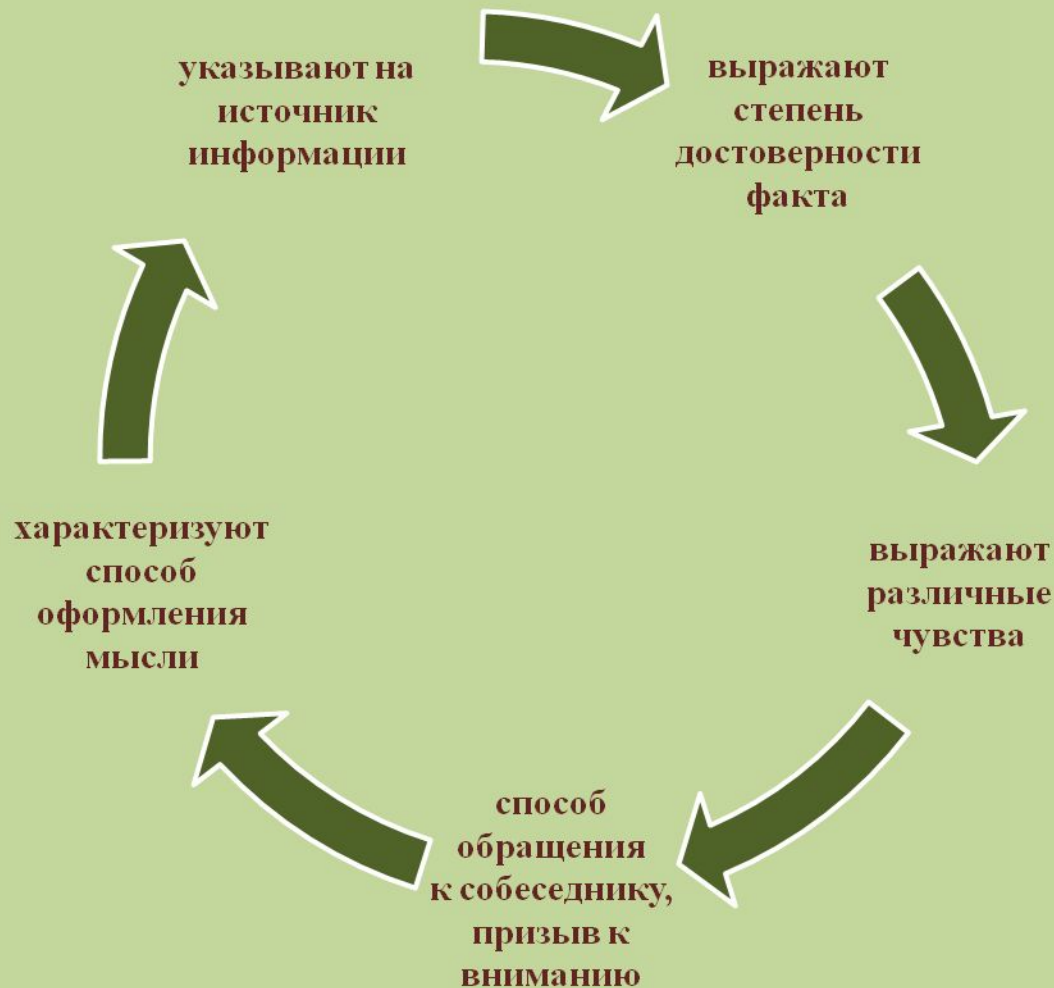 указывают на
источник
информации
выражают
степень
достоверности
факта
выражают
различные
чувства
способ
обращения
к собеседнику,
призыв к
вниманию
характеризуют
способ
оформления
мысли